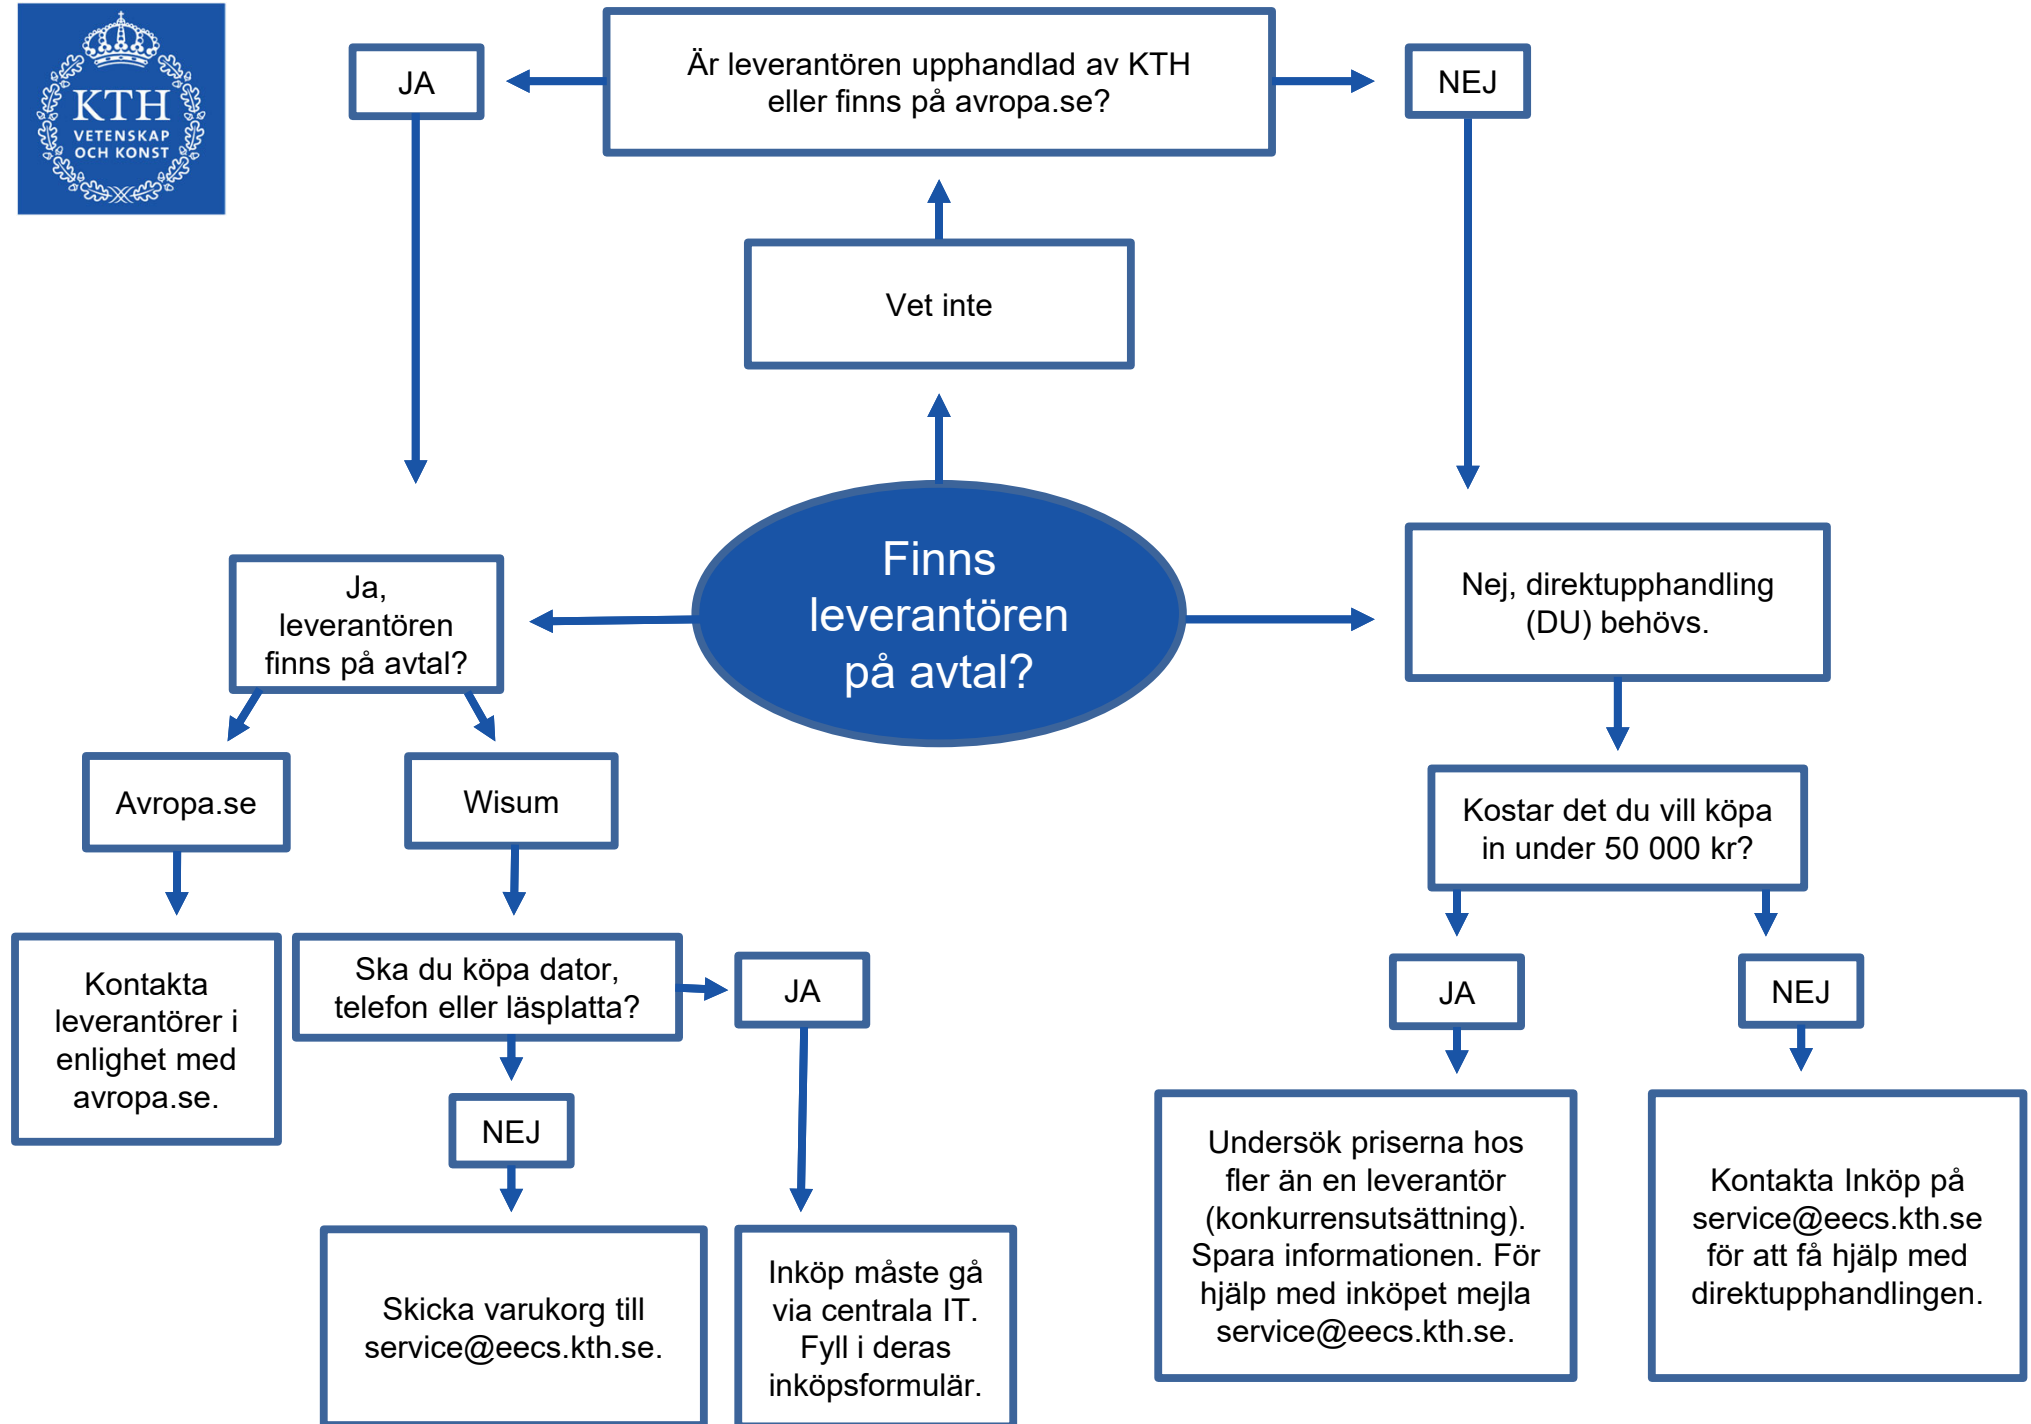 KTH
VETENSKAP
OCH KONST
JA
Är leverantören upphandlad av KTH
eller finns på avropa.se?
NEJ
Vet inte
Finns
leverantören
på avtal?
Ja,
leverantören
finns på avtal?
Nej, direktupphandling
(DU) behövs.
Avropa.se
Wisum
Kostar det du vill köpa
in under 50 000 kr?
Kontakta
leverantörer i
enlighet med
avropa.se.
Ska du köpa dator,
telefon eller läsplatta?
JA
JA
NEJ
NEJ
Skicka varukorg till
service@eecs.kth.se.
Inköp måste gå
via centrala IT.
Fyll i deras
inköpsformulär.
Undersök priserna hos
fler än en leverantör
(konkurrensutsättning).
Spara informationen. För
hjälp med inköpet mejla
service@eecs.kth.se.
Kontakta Inköp på
service@eecs.kth.se
för att få hjälp med
direktupphandlingen.